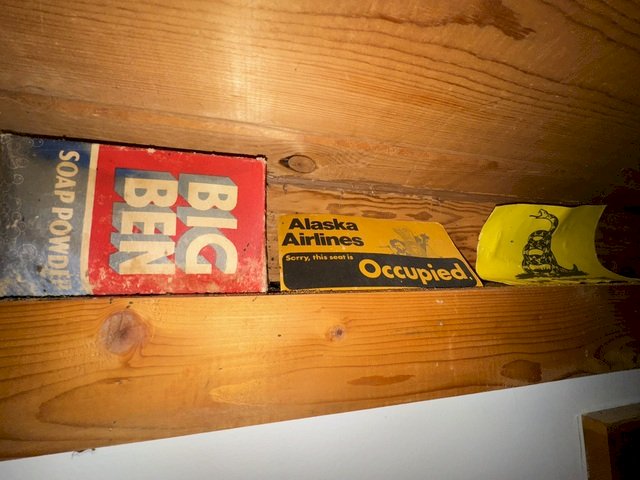 BIG
BEN
SOAP POWDER
Alaska
Airlines
Sorry, this seat is
Occupied.